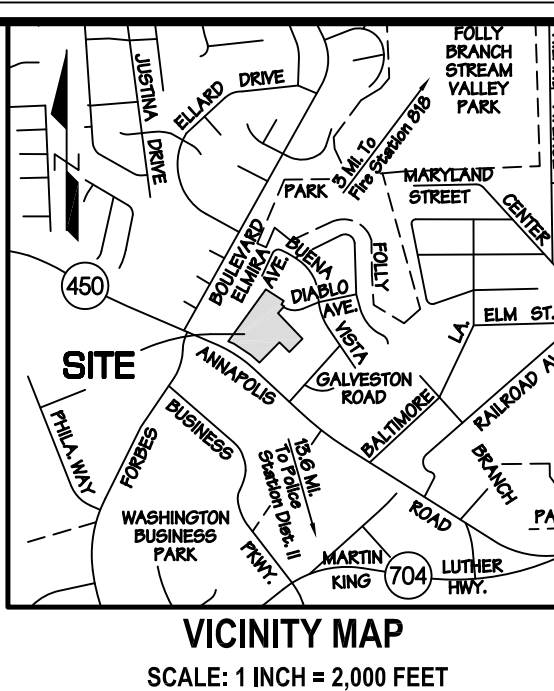 FOLLY
BRANCH
STREAM
VALLEY
PARK
JUSTINA
DRIVE
ELLARD DRIVE
3 MI. To
Fire Station 818
PARK
MARYLAND
STREET
CENTER
BOULEVARD
ELMIRA
AVE.
BUENA
VISTA
FOLLY
DIABLO
AVE.
450
LA.
ELM ST.
SITE
ANNAPOLIS
GALVESTON
ROAD
BALTIMORE
RAILROAD
PHILA. WAY
FORBES
BUSINESS
PKWY.
13.6 MI.
To Police
Station Dist. II
BRANCH
ROAD
WASHINGTON
BUSINESS
PARK
PA
MARTIN
KING
704
LUTHER
HWY.
VICINITY MAP
SCALE: 1 INCH = 2,000 FEET